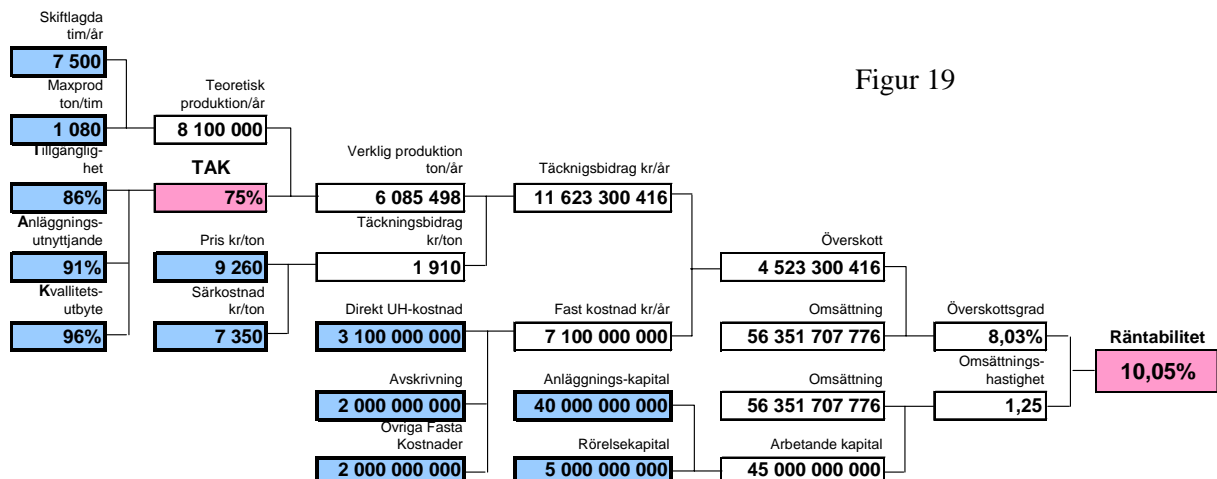 Skiftlagda
tim/år
7 500
Figur 19
Maxprod
ton/tim
1 080
Teoretisk
produktion/år
8 100 000
Tillgänglig-
het
86%
TAK
75%
Verklig produktion
ton/år
6 085 498
Täcknigsbidrag kr/år
11 623 300 416
Anläggnings-
utnyttjande
91%
Pris kr/ton
9 260
Täckningsbidrag
kr/ton
1 910
Överskott
4 523 300 416
Kvallitets-
utbyte
96%
Särkostnad
kr/ton
7 350
Direkt UH-kostnad
3 100 000 000
Fast kostnad kr/år
7 100 000 000
Omsättning
56 351 707 776
Överskottsgrad
8,03%
Räntabilitet
10,05%
Avskrivning
2 000 000 000
Anläggnings-kapital
40 000 000 000
Omsättning
56 351 707 776
Omsättnings-
hastighet
1,25
Övriga Fasta
Kostnader
2 000 000 000
Rörelsekapital
5 000 000 000
Arbetande kapital
45 000 000 000